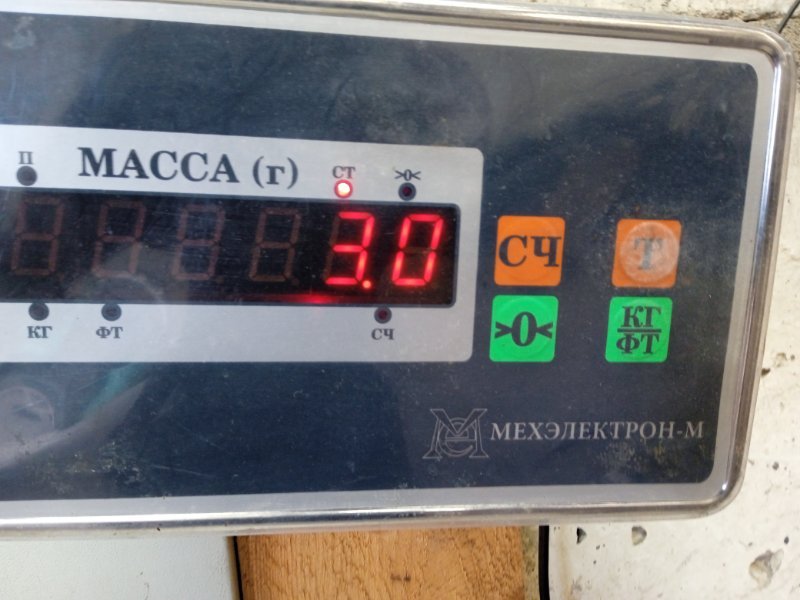 П
МАССА (г)
СТ
>0<
3.0
КГ
ФТ
СЧ
СЧ
Т
>0<
КГ
ФТ
МЕХЭЛЕКТРОН-М